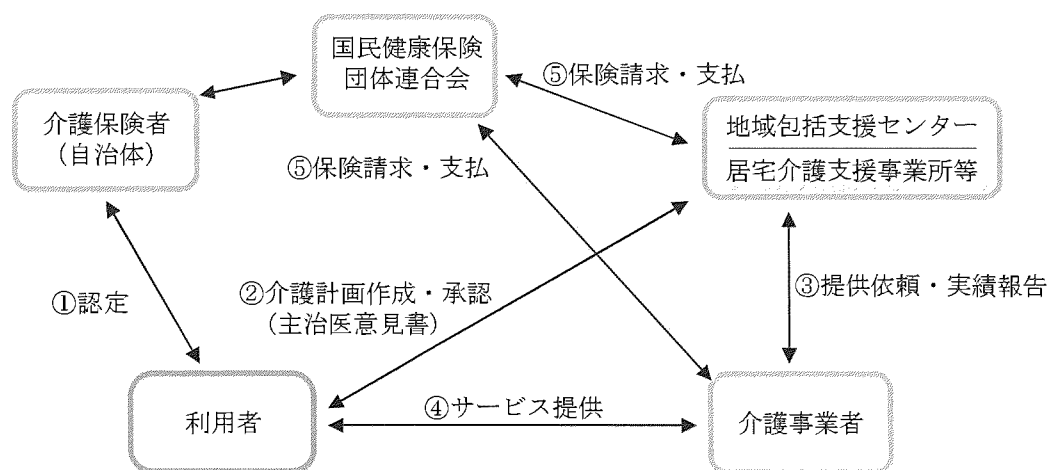 国民健康保険
団体連合会
⑤保険請求・支払
介護保険者
(自治体)
地域包括支援センター
居宅介護支援事業所等
⑤保険請求・支払
①認定
②介護計画作成・承認
(主治医意見書)
③提供依頼・実績報告
利用者
④サービス提供
介護事業者